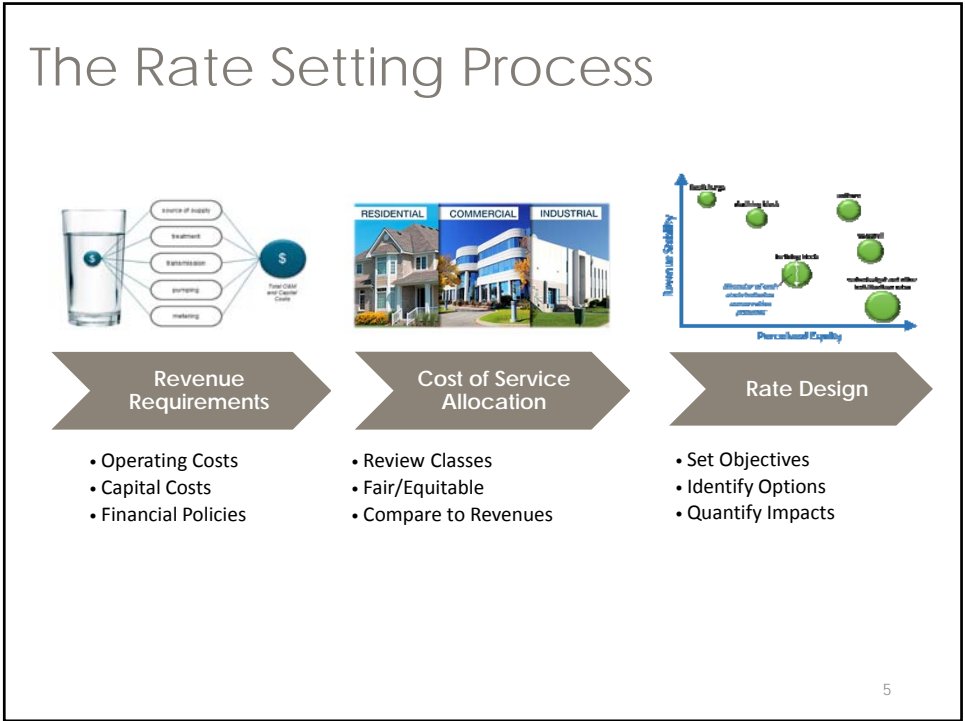 The Rate Setting Process
source of supply
treatment
transmission
pumping
metering
$
$
Total O&M
and Capital
Costs
RESIDENTIAL
COMMERCIAL
INDUSTRIAL
Revenue Stability
uniform
seasonal
Perceived Equity
Revenue
Requirements
Cost of Service
Allocation
Rate Design
• Operating Costs
• Capital Costs
• Financial Policies
• Review Classes
• Fair/Equitable
• Compare to Revenues
• Set Objectives
• Identify Options
• Quantify Impacts
5